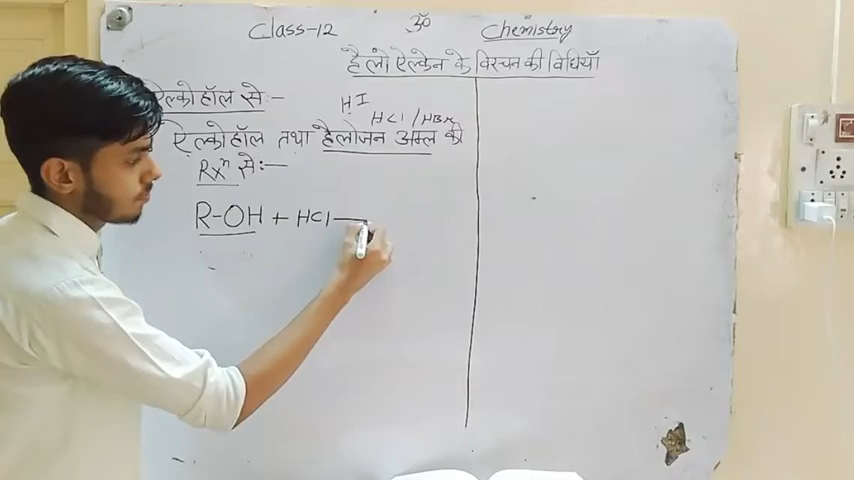 Class-12 ॐ Chemistry
हैलो ऐल्केन के विरचन की विधियाँ
ऐल्कोहॉल से:-
HI
HCl / HBr
ऐल्कोहॉल तथा हैलोजन अम्ल की
Rxⁿ से:-
R-OH + HCl —